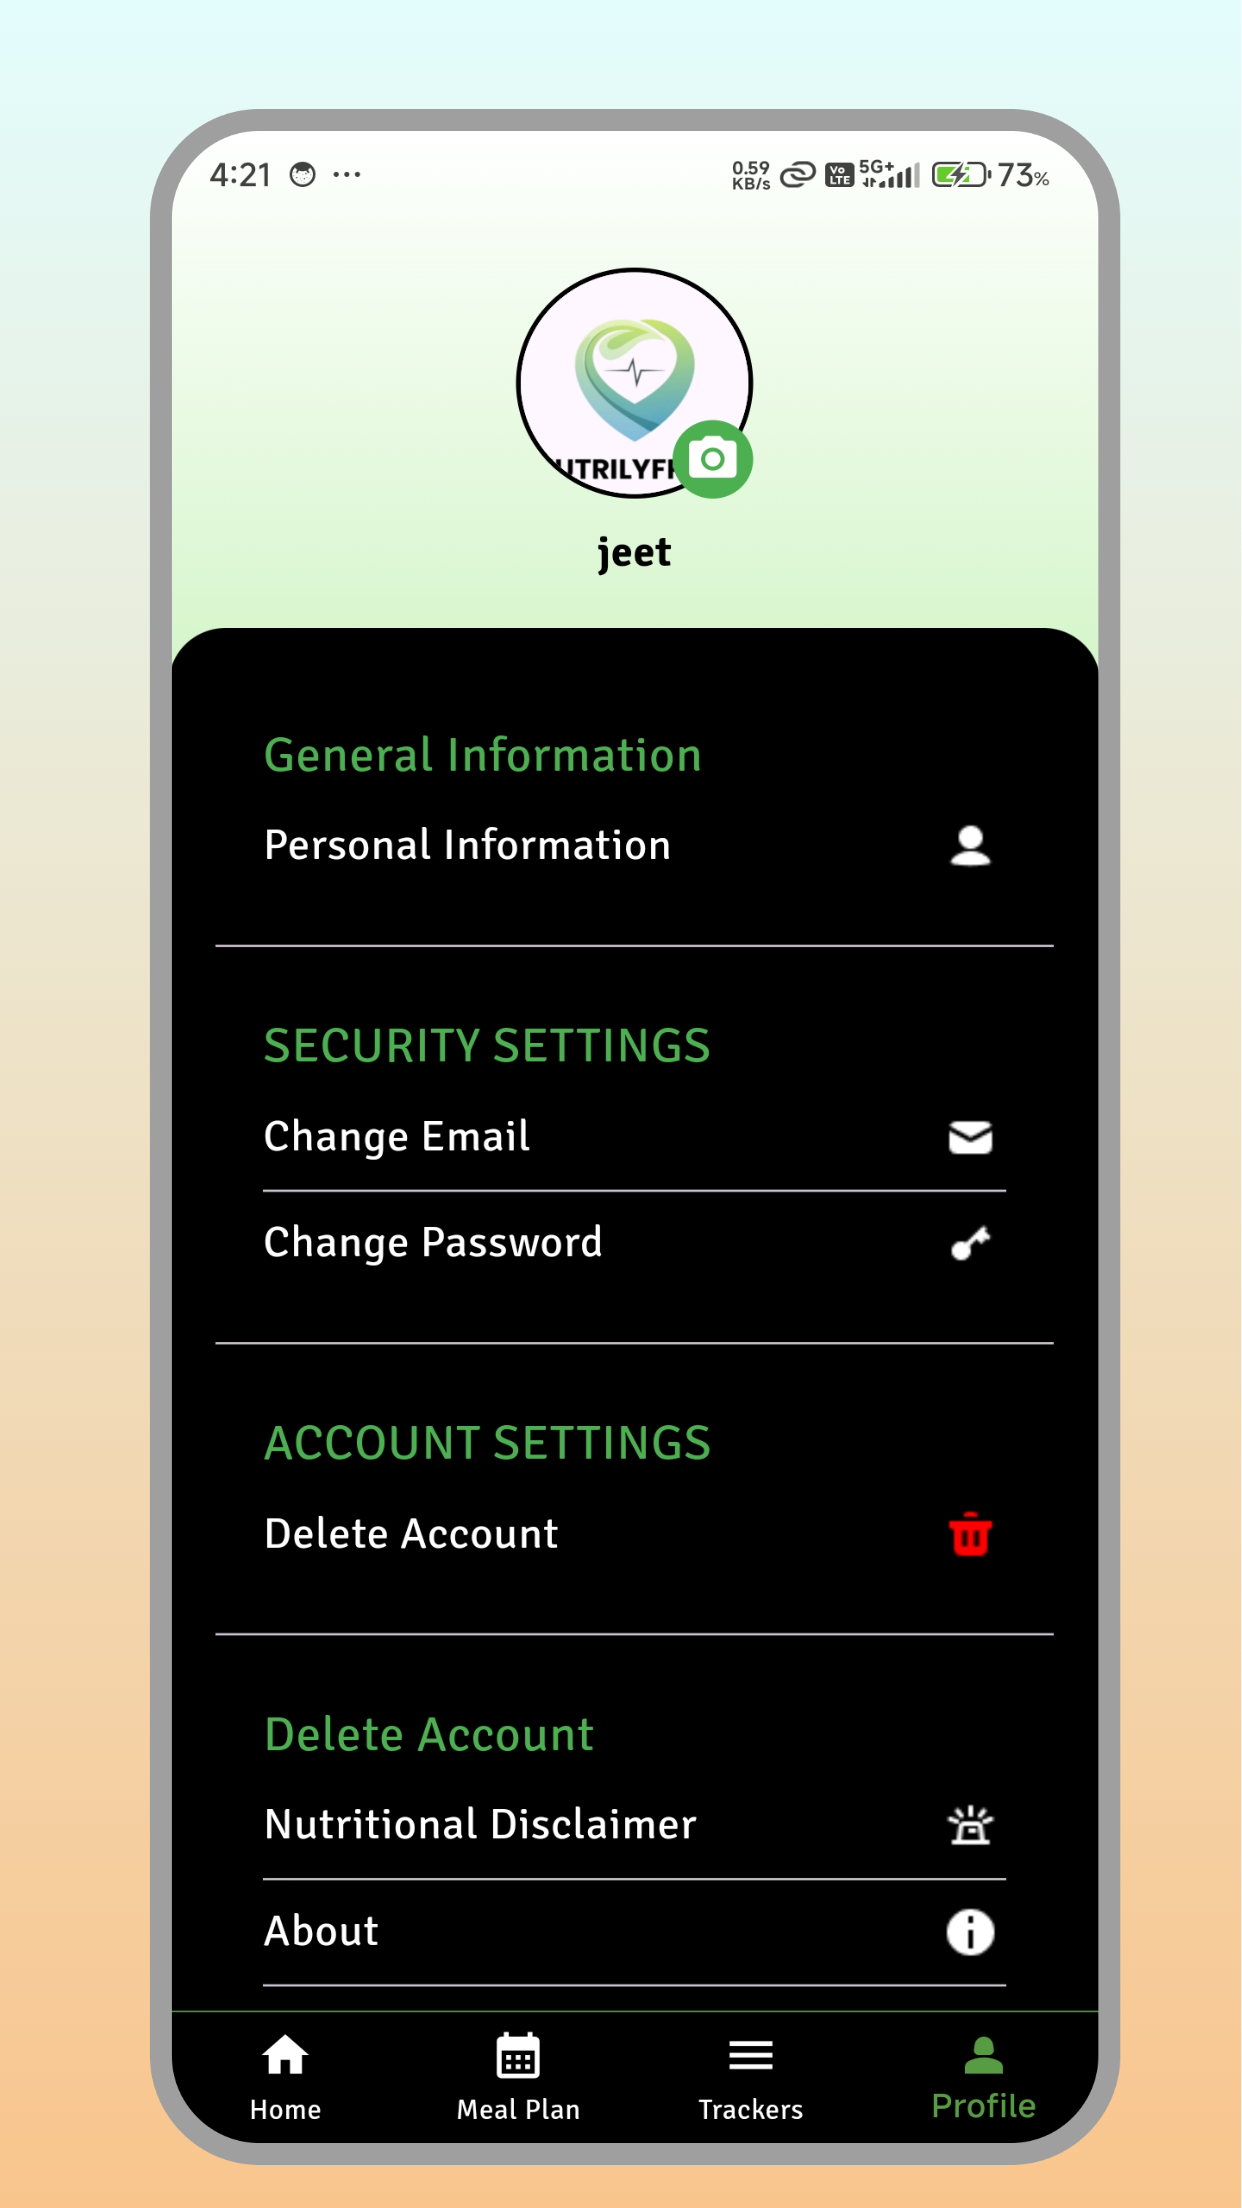 4:21 ... 0.59 KB/s Vo LTE 5G+ 73%
UTRILYF
jeet
General Information
Personal Information
SECURITY SETTINGS
Change Email
Change Password
ACCOUNT SETTINGS
Delete Account
Delete Account
Nutritional Disclaimer
About
Home Meal Plan Trackers Profile